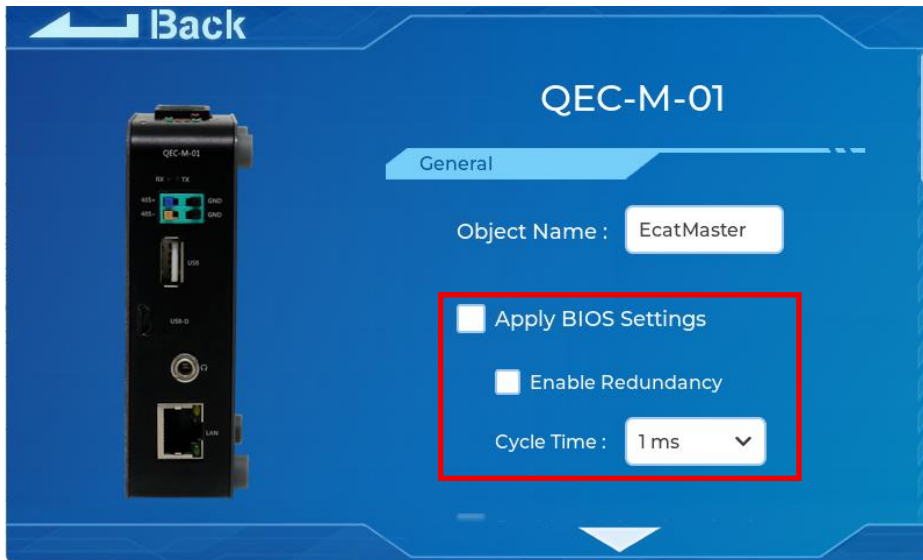 Back
QEC-M-01
General
Object Name :
EcatMaster
Apply BIOS Settings
Enable Redundancy
Cycle Time :
1 ms
QEC-M-01
RX
TX
485+
GND
485-
GND
USB
USB-D
LAN